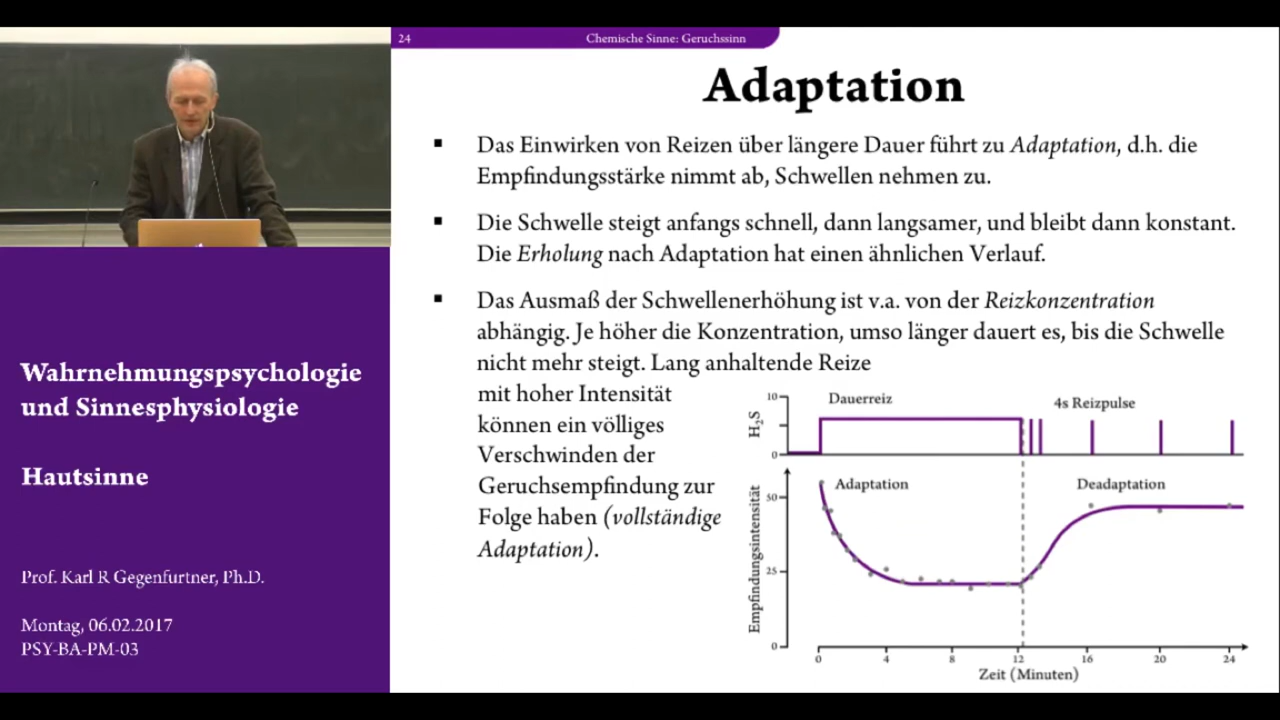 24
Chemische Sinne: Geruchssinn
Adaptation
▪ Das Einwirken von Reizen über längere Dauer führt zu Adaptation, d.h. die
Empfindungsstärke nimmt ab, Schwellen nehmen zu.
▪ Die Schwelle steigt anfangs schnell, dann langsamer, und bleibt dann konstant.
Die Erholung nach Adaptation hat einen ähnlichen Verlauf.
▪ Das Ausmaß der Schwellenerhöhung ist v.a. von der Reizkonzentration
abhängig. Je höher die Konzentration, umso länger dauert es, bis die Schwelle
nicht mehr steigt. Lang anhaltende Reize
mit hoher Intensität
können ein völliges
Verschwinden der
Geruchsempfindung zur
Folge haben (vollständige
Adaptation).
Dauerreiz
4s Reizpulse
H₂S
10
0
Adaptation
Deadaptation
Empfindungsintensität
50
25
0
0 4 8 12 16 20 24
Zeit (Minuten)
Wahrnehmungspsychologie
und Sinnesphysiologie
Hautsinne
Prof. Karl R Gegenfurtner, Ph.D.
Montag, 06.02.2017
PSY-BA-PM-03